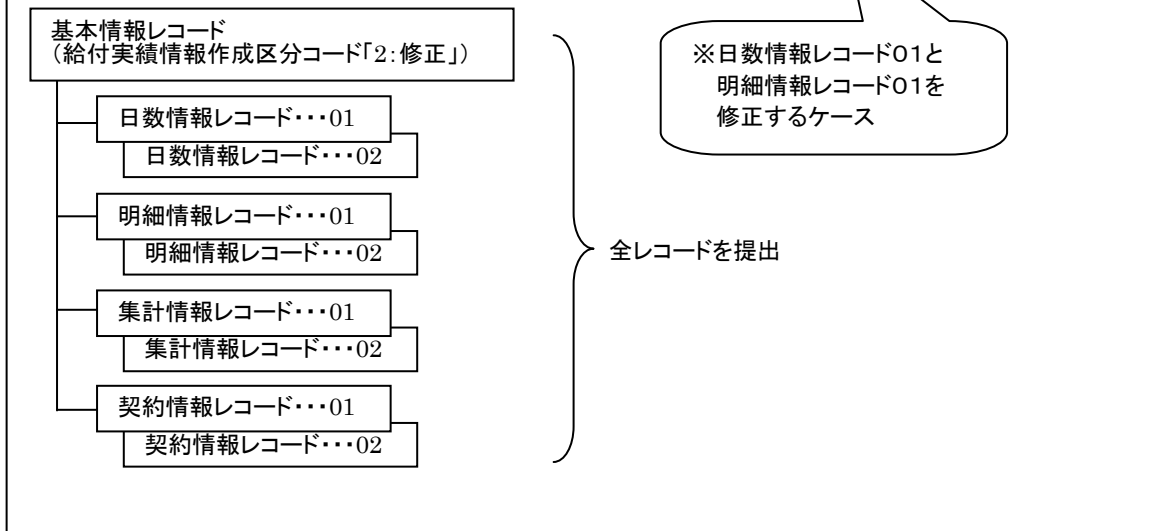 基本情報レコード
（給付実績情報作成区分コード「2：修正」）
日数情報レコード・・・01
日数情報レコード・・・02
明細情報レコード・・・01
明細情報レコード・・・02
集計情報レコード・・・01
集計情報レコード・・・02
契約情報レコード・・・01
契約情報レコード・・・02
全レコードを提出
※日数情報レコード０１と
明細情報レコード０１を
修正するケース